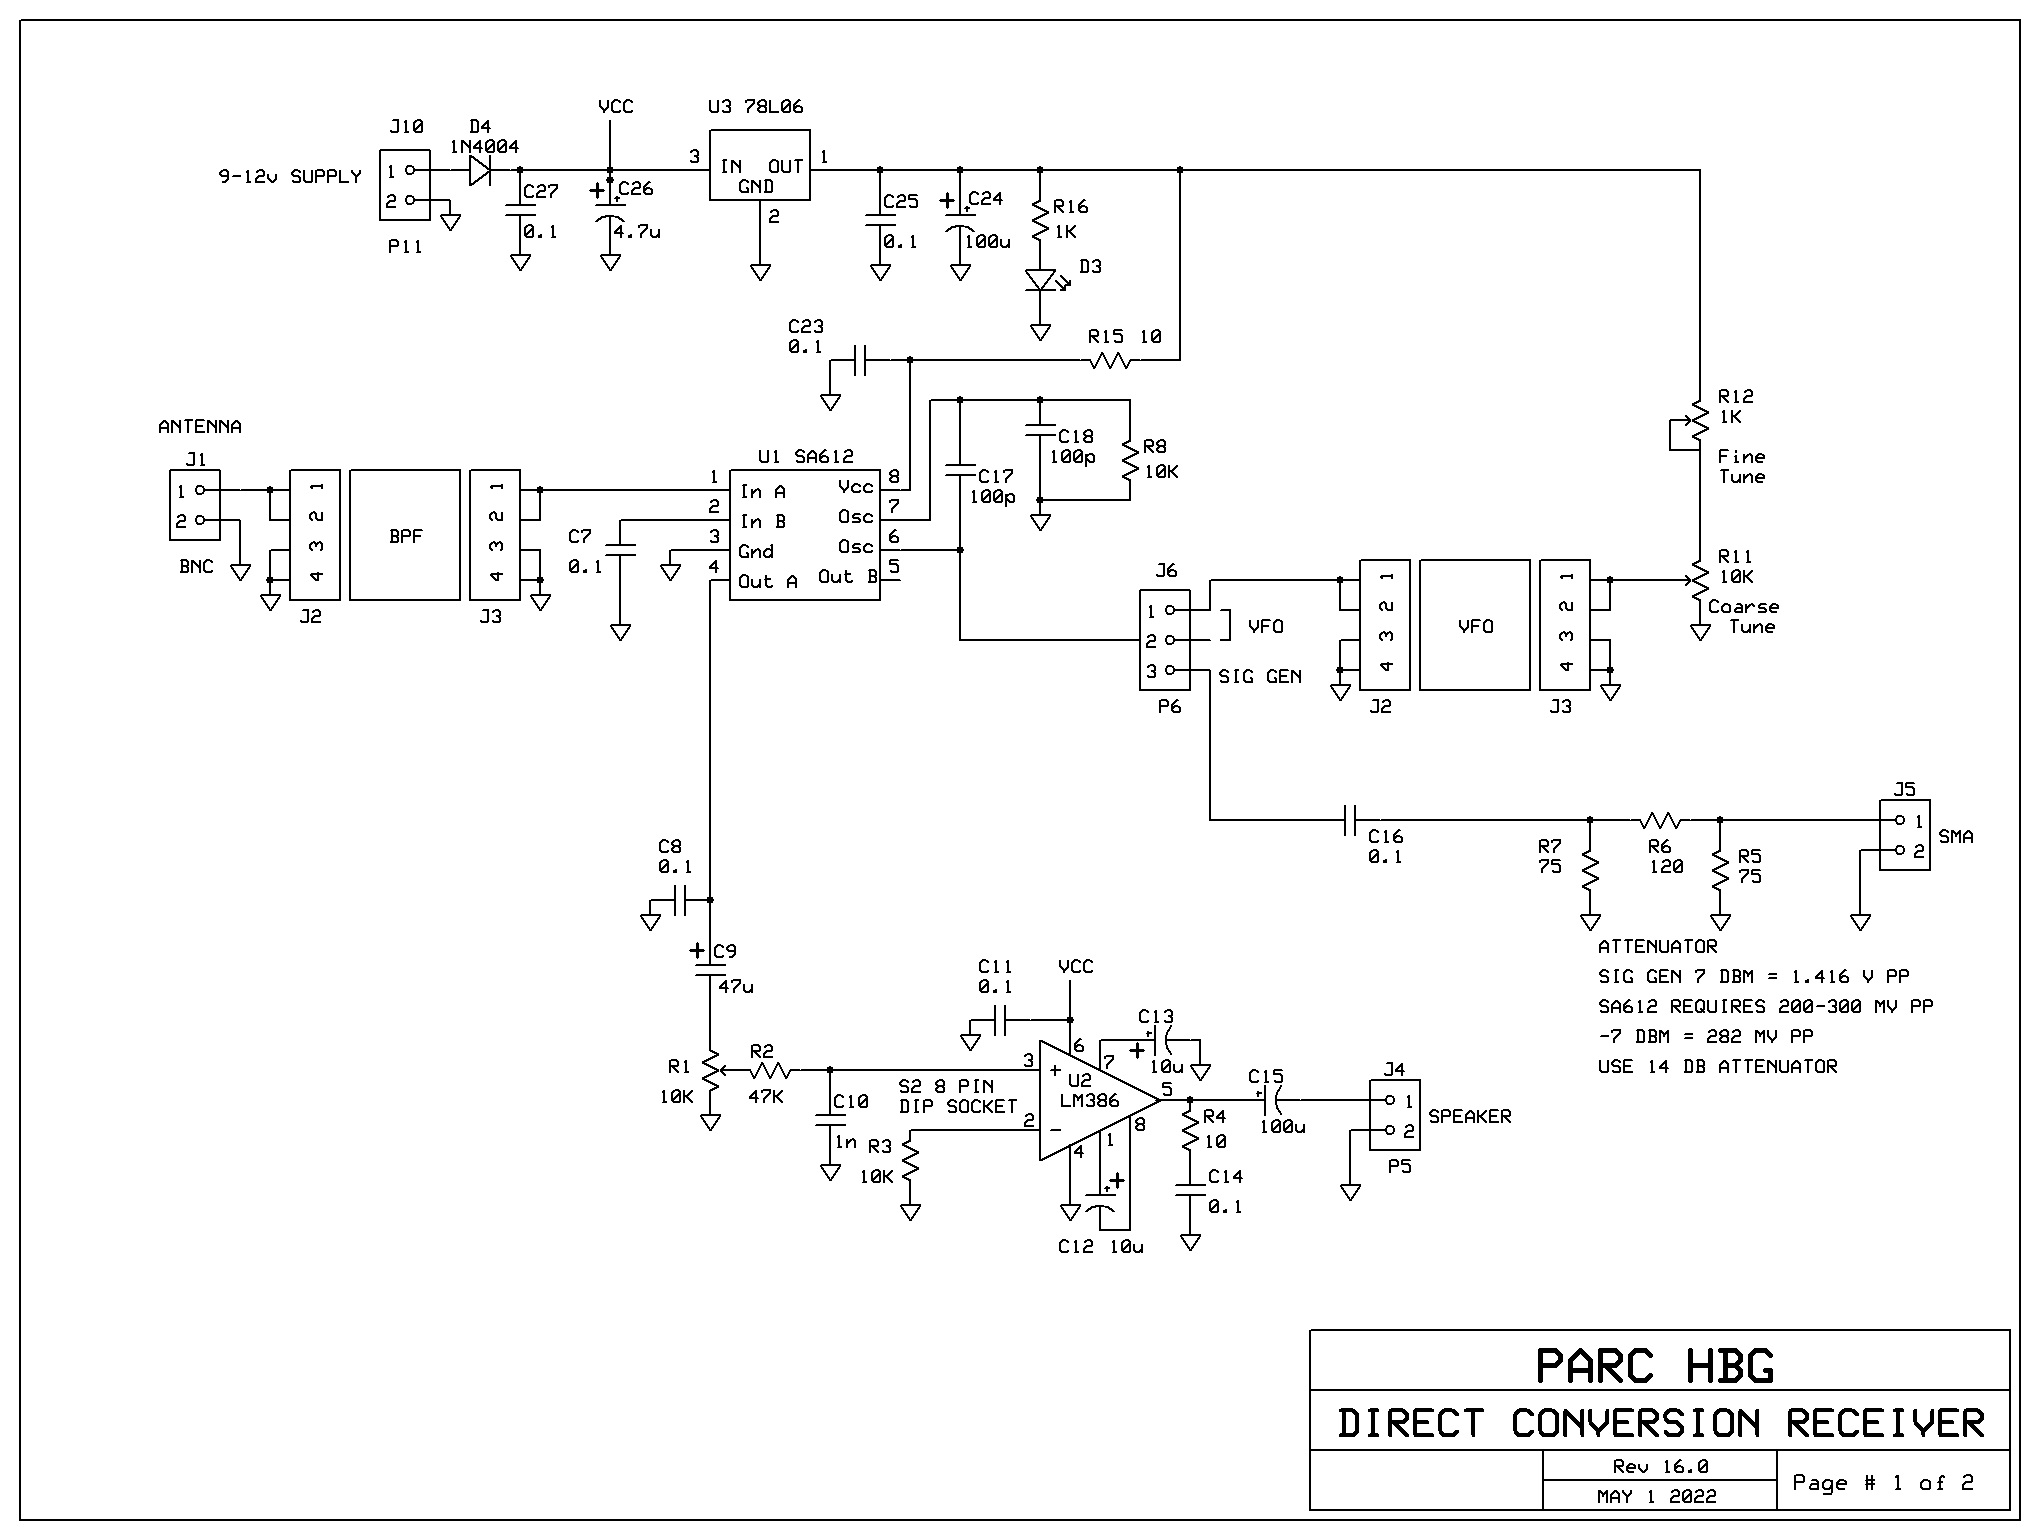 VCC
U3 78L06
J10
D4
1N4004
9-12v SUPPLY
1
2
P11
C27
0.1
C26
4.7u
3
IN OUT
GND
1
2
C25
0.1
C24
100u
R16
1K
D3
C23
0.1
R15 10
R12
1K
Fine
Tune
ANTENNA
J1
1
2
BNC
1
2
3
4
J2
BPF
1
2
3
4
J3
C7
0.1
U1 SA612
1
2
3
4
In A
In B
Gnd
Out A
Vcc
Osc
Osc
Out B
8
7
6
5
C17
100p
C18
100p
R8
10K
J6
1
2
3
P6
VFO
SIG GEN
1
2
3
4
J2
VFO
1
2
3
4
J3
R11
10K
Coarse
Tune
J5
1
2
SMA
C16
0.1
R7
75
R6
120
R5
75
ATTENUATOR
SIG GEN 7 DBM = 1.416 V PP
SA612 REQUIRES 200-300 MV PP
-7 DBM = 282 MV PP
USE 14 DB ATTENUATOR
C8
0.1
+
C9
47u
R1
10K
R2
47K
C10
1n
C11
0.1
VCC
S2 8 PIN
DIP SOCKET
R3
10K
3
2
+
-
6
7
U2
LM386
5
8
1
4
C13
10u
C12 10u
R4
10
C14
0.1
C15
100u
J4
1
2
SPEAKER
P5
PARC HBG
DIRECT CONVERSION RECEIVER
Rev 16.0
MAY 1 2022
Page # 1 of 2